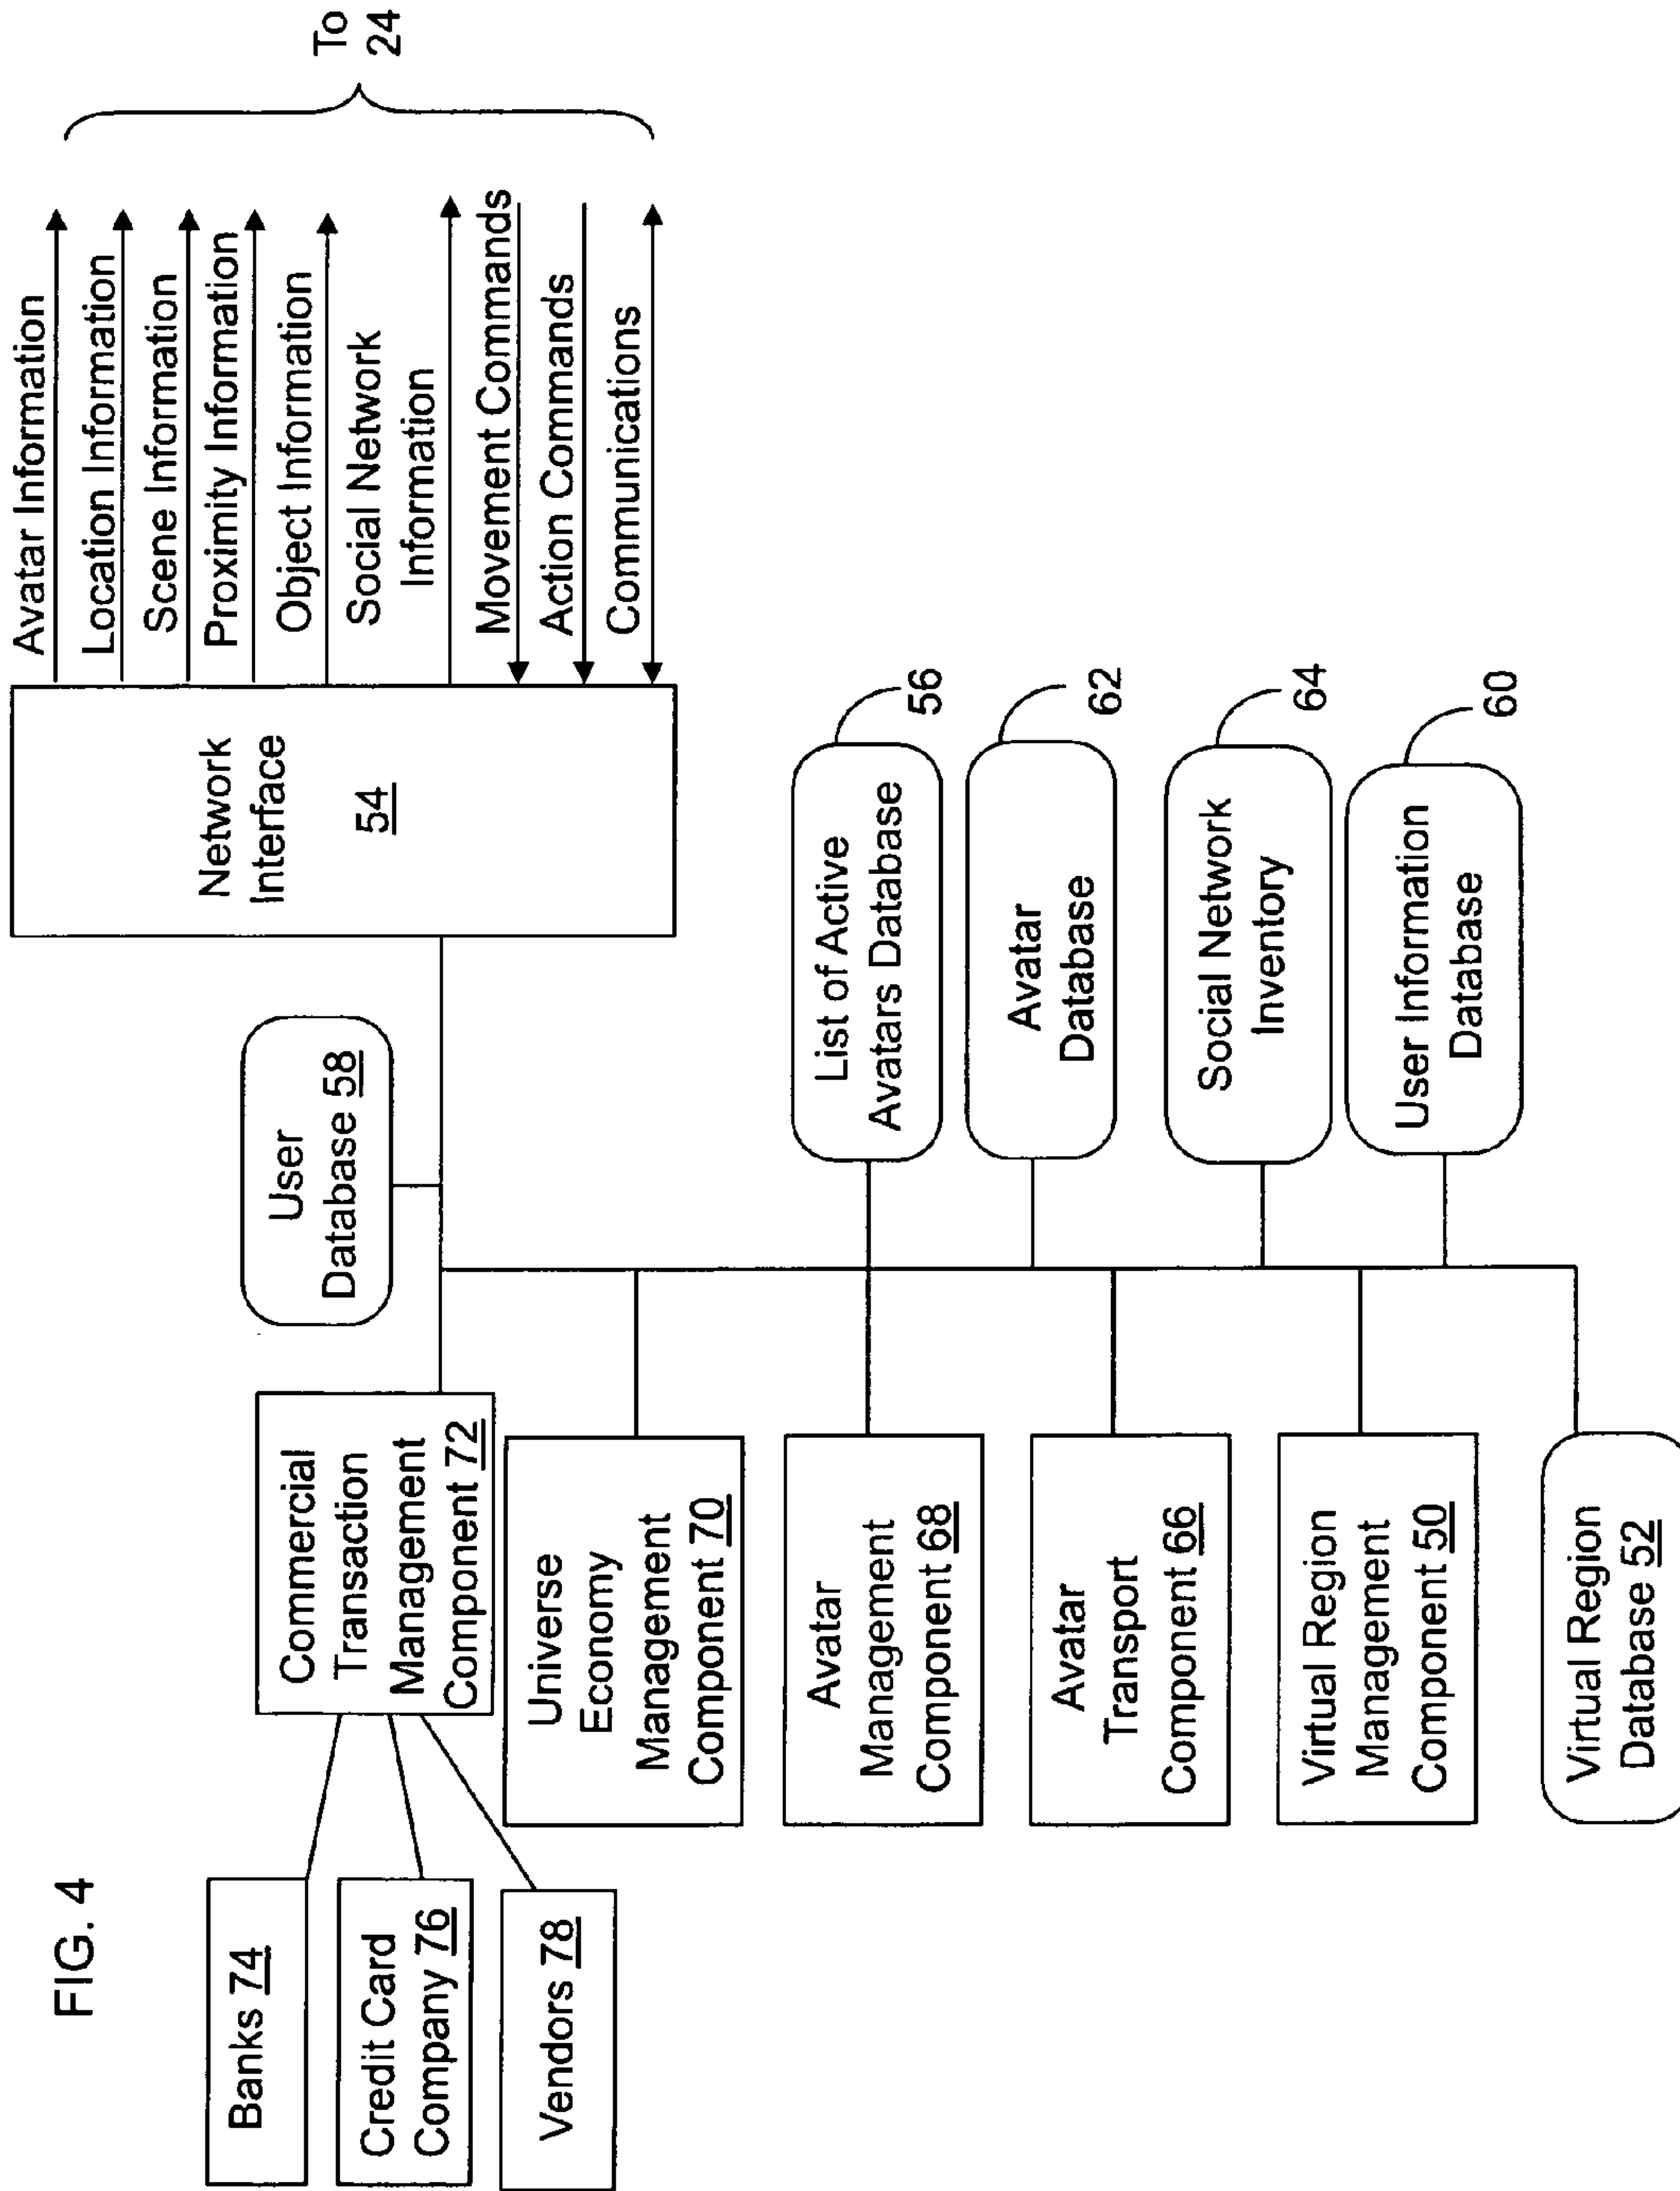 FIG. 4
Banks 74
Credit Card
Company 76
Vendors 78
Commercial
Transaction
Management
Component 72
Universe
Economy
Management
Component 70
Avatar
Management
Component 68
Avatar
Transport
Component 66
Virtual Region
Management
Component 50
Virtual Region
Database 52
User
Database 58
List of Active
Avatars Database
56
Avatar
Database
62
Social Network
Inventory
64
User Information
Database
60
Network
Interface
54
Avatar Information
Location Information
Scene Information
Proximity Information
Object Information
Social Network
Information
Movement Commands
Action Commands
Communications
To
24